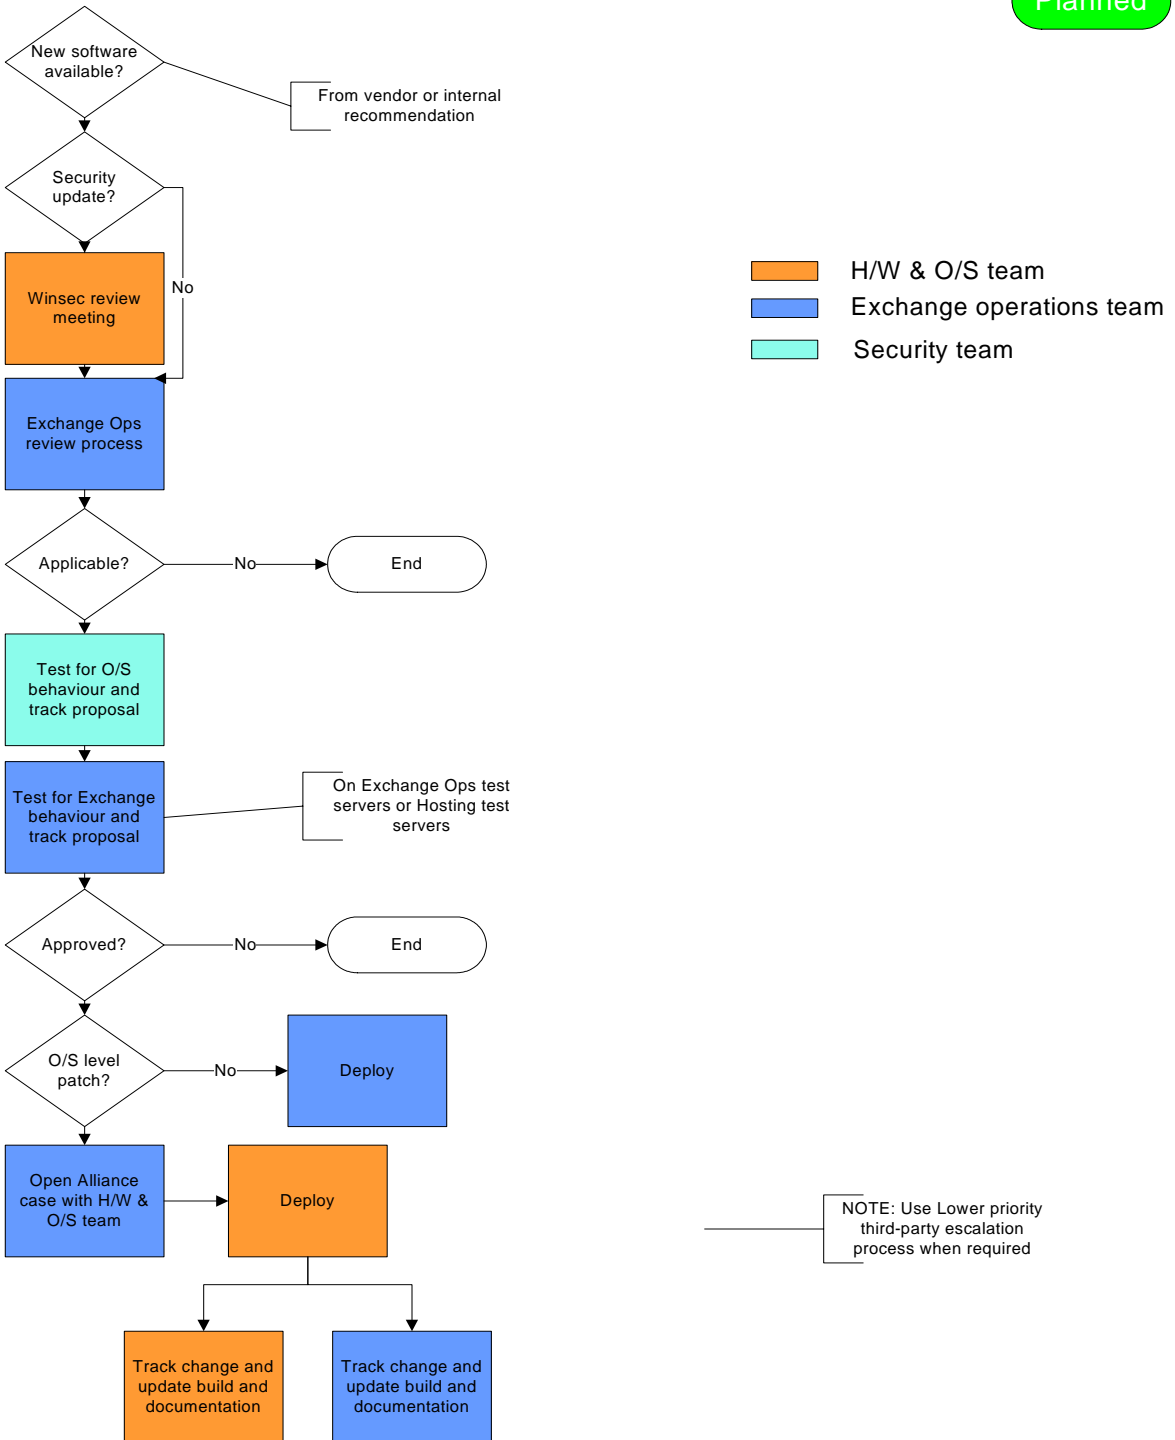 Planned
New software
available?
From vendor or internal
recommendation
Security
update?
No
Winsec review
meeting
H/W & O/S team
Exchange operations team
Security team
Exchange Ops
review process
Applicable?
No
End
Test for O/S
behaviour and
track proposal
Test for Exchange
behaviour and
track proposal
On Exchange Ops test
servers or Hosting test
servers
Approved?
No
End
O/S level
patch?
No
Deploy
Open Alliance
case with H/W &
O/S team
Deploy
NOTE: Use Lower priority
third-party escalation
process when required
Track change and
update build and
documentation
Track change and
update build and
documentation